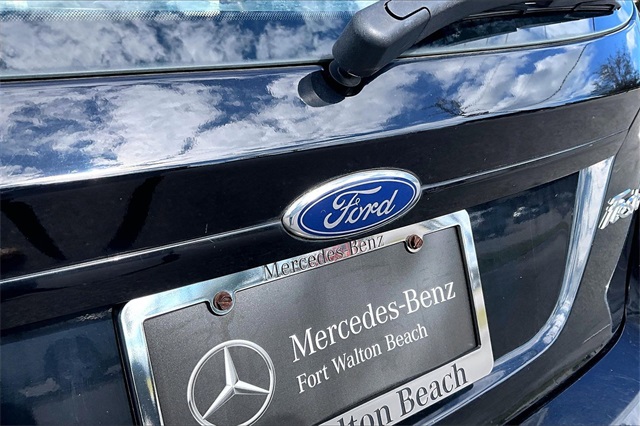 Ford
Mercedes-Benz
Mercedes-Benz
Fort Walton Beach
Walton Beach